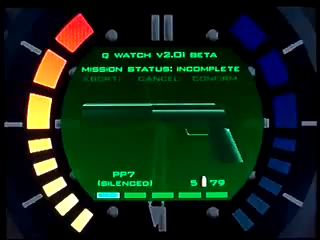 Q WATCH V2.01 BETA
MISSION STATUS: INCOMPLETE
ABORT: CANCEL CONFIRM
PP7
(SILENCED)
5 79